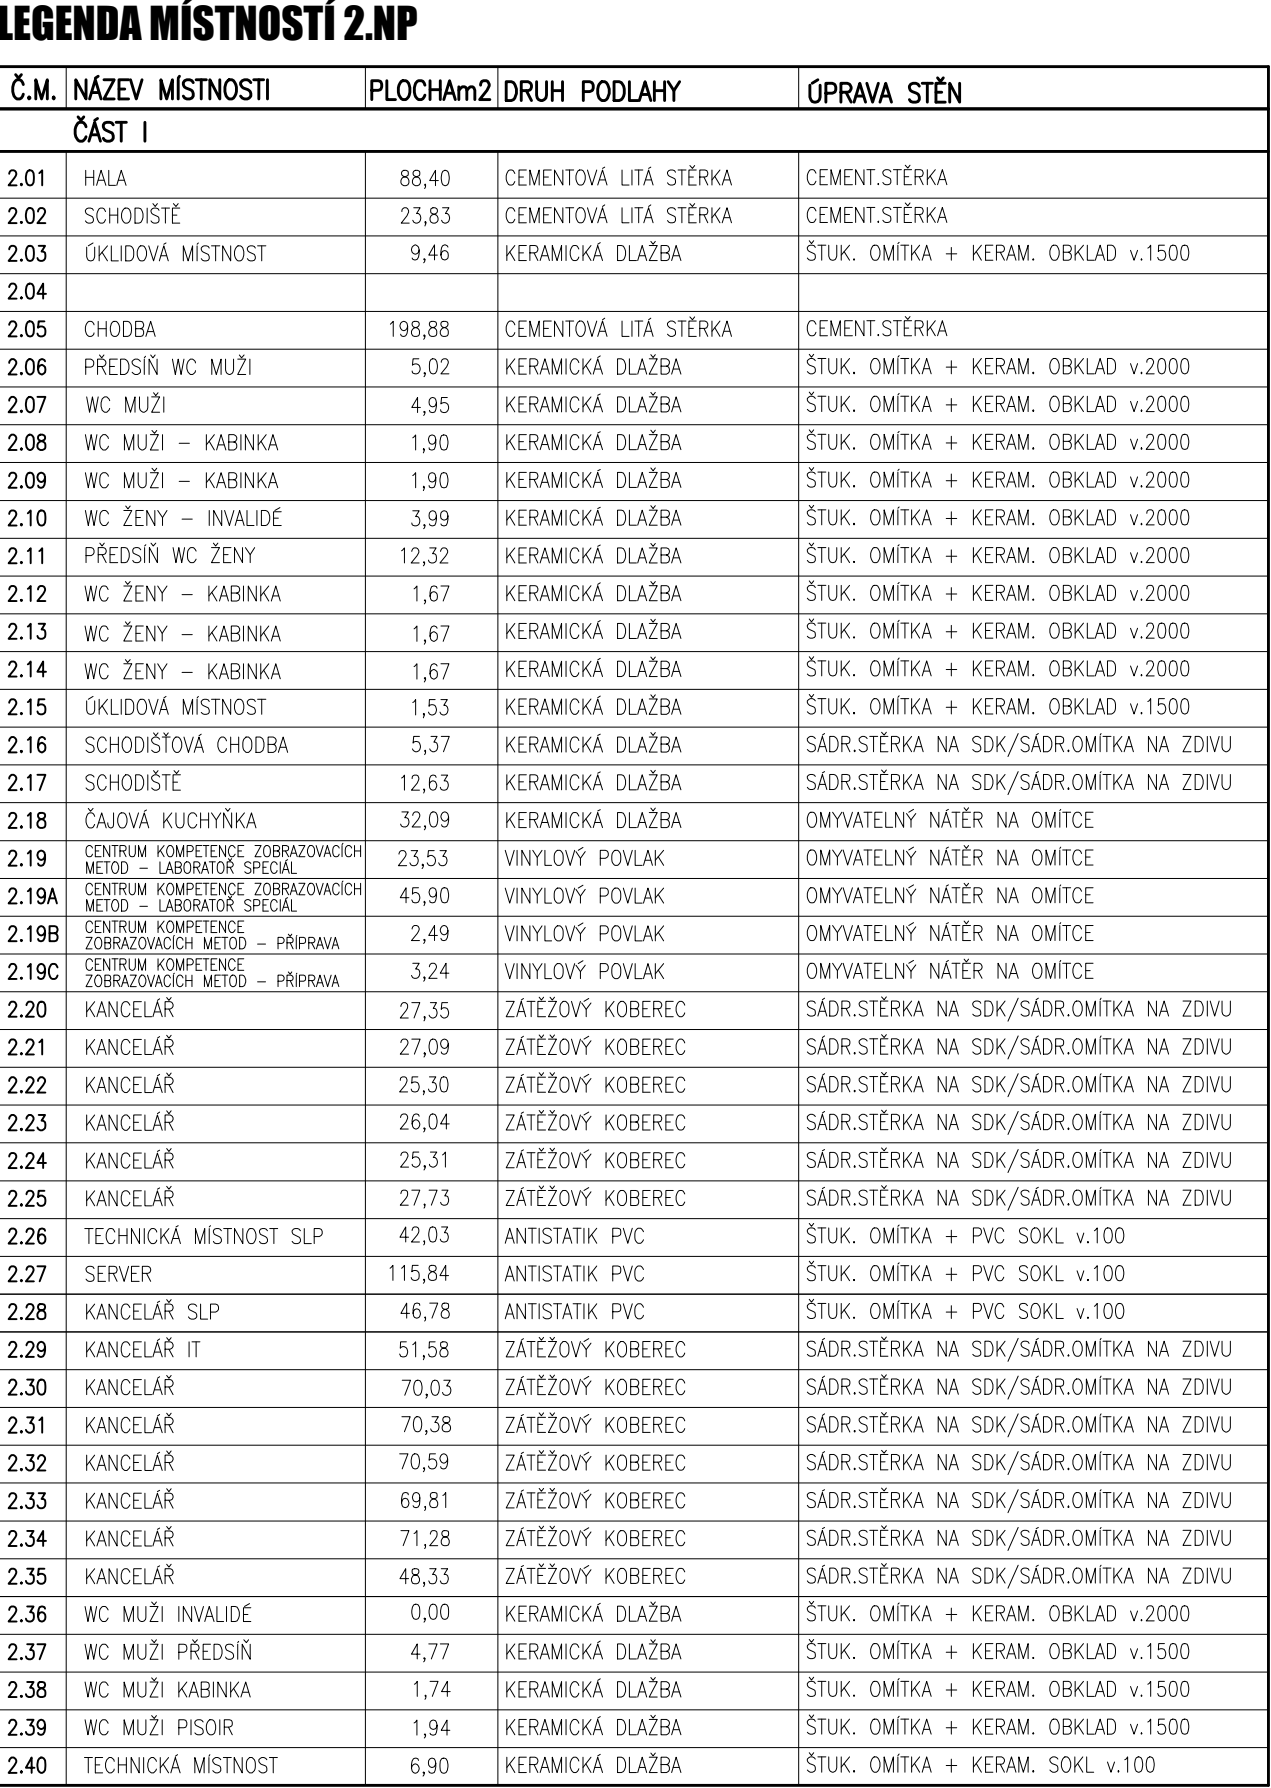 LEGENDA MÍSTNOSTÍ 2.NP
Č.M. NÁZEV MÍSTNOSTI PLOCHAm2 DRUH PODLAHY ÚPRAVA STĚN
ČÁST I
2.01 HALA 88,40 CEMENTOVÁ LITÁ STĚRKA CEMENT.STĚRKA
2.02 SCHODIŠTĚ 23,83 CEMENTOVÁ LITÁ STĚRKA CEMENT.STĚRKA
2.03 ÚKLIDOVÁ MÍSTNOST 9,46 KERAMICKÁ DLAŽBA ŠTUK. OMÍTKA + KERAM. OBKLAD v.1500
2.04
2.05 CHODBA 198,88 CEMENTOVÁ LITÁ STĚRKA CEMENT.STĚRKA
2.06 PŘEDSÍŇ WC MUŽI 5,02 KERAMICKÁ DLAŽBA ŠTUK. OMÍTKA + KERAM. OBKLAD v.2000
2.07 WC MUŽI 4,95 KERAMICKÁ DLAŽBA ŠTUK. OMÍTKA + KERAM. OBKLAD v.2000
2.08 WC MUŽI – KABINKA 1,90 KERAMICKÁ DLAŽBA ŠTUK. OMÍTKA + KERAM. OBKLAD v.2000
2.09 WC MUŽI – KABINKA 1,90 KERAMICKÁ DLAŽBA ŠTUK. OMÍTKA + KERAM. OBKLAD v.2000
2.10 WC ŽENY – INVALIDÉ 3,99 KERAMICKÁ DLAŽBA ŠTUK. OMÍTKA + KERAM. OBKLAD v.2000
2.11 PŘEDSÍŇ WC ŽENY 12,32 KERAMICKÁ DLAŽBA ŠTUK. OMÍTKA + KERAM. OBKLAD v.2000
2.12 WC ŽENY – KABINKA 1,67 KERAMICKÁ DLAŽBA ŠTUK. OMÍTKA + KERAM. OBKLAD v.2000
2.13 WC ŽENY – KABINKA 1,67 KERAMICKÁ DLAŽBA ŠTUK. OMÍTKA + KERAM. OBKLAD v.2000
2.14 WC ŽENY – KABINKA 1,67 KERAMICKÁ DLAŽBA ŠTUK. OMÍTKA + KERAM. OBKLAD v.2000
2.15 ÚKLIDOVÁ MÍSTNOST 1,53 KERAMICKÁ DLAŽBA ŠTUK. OMÍTKA + KERAM. OBKLAD v.1500
2.16 SCHODIŠŤOVÁ CHODBA 5,37 KERAMICKÁ DLAŽBA SÁDR.STĚRKA NA SDK/SÁDR.OMÍTKA NA ZDIVU
2.17 SCHODIŠTĚ 12,63 KERAMICKÁ DLAŽBA SÁDR.STĚRKA NA SDK/SÁDR.OMÍTKA NA ZDIVU
2.18 ČAJOVÁ KUCHYŇKA 32,09 KERAMICKÁ DLAŽBA OMYVATELNÝ NÁTĚR NA OMÍTCE
2.19 CENTRUM KOMPETENCE ZOBRAZOVACÍCH
METOD – LABORATOŘ SPECIÁL 23,53 VINYLOVÝ POVLAK OMYVATELNÝ NÁTĚR NA OMÍTCE
2.19A CENTRUM KOMPETENCE ZOBRAZOVACÍCH
METOD – LABORATOŘ SPECIÁL 45,90 VINYLOVÝ POVLAK OMYVATELNÝ NÁTĚR NA OMÍTCE
2.19B CENTRUM KOMPETENCE
ZOBRAZOVACÍCH METOD – PŘÍPRAVA 2,49 VINYLOVÝ POVLAK OMYVATELNÝ NÁTĚR NA OMÍTCE
2.19C CENTRUM KOMPETENCE
ZOBRAZOVACÍCH METOD – PŘÍPRAVA 3,24 VINYLOVÝ POVLAK OMYVATELNÝ NÁTĚR NA OMÍTCE
2.20 KANCELÁŘ 27,35 ZÁTĚŽOVÝ KOBEREC SÁDR.STĚRKA NA SDK/SÁDR.OMÍTKA NA ZDIVU
2.21 KANCELÁŘ 27,09 ZÁTĚŽOVÝ KOBEREC SÁDR.STĚRKA NA SDK/SÁDR.OMÍTKA NA ZDIVU
2.22 KANCELÁŘ 25,30 ZÁTĚŽOVÝ KOBEREC SÁDR.STĚRKA NA SDK/SÁDR.OMÍTKA NA ZDIVU
2.23 KANCELÁŘ 26,04 ZÁTĚŽOVÝ KOBEREC SÁDR.STĚRKA NA SDK/SÁDR.OMÍTKA NA ZDIVU
2.24 KANCELÁŘ 25,31 ZÁTĚŽOVÝ KOBEREC SÁDR.STĚRKA NA SDK/SÁDR.OMÍTKA NA ZDIVU
2.25 KANCELÁŘ 27,73 ZÁTĚŽOVÝ KOBEREC SÁDR.STĚRKA NA SDK/SÁDR.OMÍTKA NA ZDIVU
2.26 TECHNICKÁ MÍSTNOST SLP 42,03 ANTISTATIK PVC ŠTUK. OMÍTKA + PVC SOKL v.100
2.27 SERVER 115,84 ANTISTATIK PVC ŠTUK. OMÍTKA + PVC SOKL v.100
2.28 KANCELÁŘ SLP 46,78 ANTISTATIK PVC ŠTUK. OMÍTKA + PVC SOKL v.100
2.29 KANCELÁŘ IT 51,58 ZÁTĚŽOVÝ KOBEREC SÁDR.STĚRKA NA SDK/SÁDR.OMÍTKA NA ZDIVU
2.30 KANCELÁŘ 70,03 ZÁTĚŽOVÝ KOBEREC SÁDR.STĚRKA NA SDK/SÁDR.OMÍTKA NA ZDIVU
2.31 KANCELÁŘ 70,38 ZÁTĚŽOVÝ KOBEREC SÁDR.STĚRKA NA SDK/SÁDR.OMÍTKA NA ZDIVU
2.32 KANCELÁŘ 70,59 ZÁTĚŽOVÝ KOBEREC SÁDR.STĚRKA NA SDK/SÁDR.OMÍTKA NA ZDIVU
2.33 KANCELÁŘ 69,81 ZÁTĚŽOVÝ KOBEREC SÁDR.STĚRKA NA SDK/SÁDR.OMÍTKA NA ZDIVU
2.34 KANCELÁŘ 71,28 ZÁTĚŽOVÝ KOBEREC SÁDR.STĚRKA NA SDK/SÁDR.OMÍTKA NA ZDIVU
2.35 KANCELÁŘ 48,33 ZÁTĚŽOVÝ KOBEREC SÁDR.STĚRKA NA SDK/SÁDR.OMÍTKA NA ZDIVU
2.36 WC MUŽI INVALIDÉ 0,00 KERAMICKÁ DLAŽBA ŠTUK. OMÍTKA + KERAM. OBKLAD v.2000
2.37 WC MUŽI PŘEDSÍŇ 4,77 KERAMICKÁ DLAŽBA ŠTUK. OMÍTKA + KERAM. OBKLAD v.1500
2.38 WC MUŽI KABINKA 1,74 KERAMICKÁ DLAŽBA ŠTUK. OMÍTKA + KERAM. OBKLAD v.1500
2.39 WC MUŽI PISOIR 1,94 KERAMICKÁ DLAŽBA ŠTUK. OMÍTKA + KERAM. OBKLAD v.1500
2.40 TECHNICKÁ MÍSTNOST 6,90 KERAMICKÁ DLAŽBA ŠTUK. OMÍTKA + KERAM. SOKL v.100